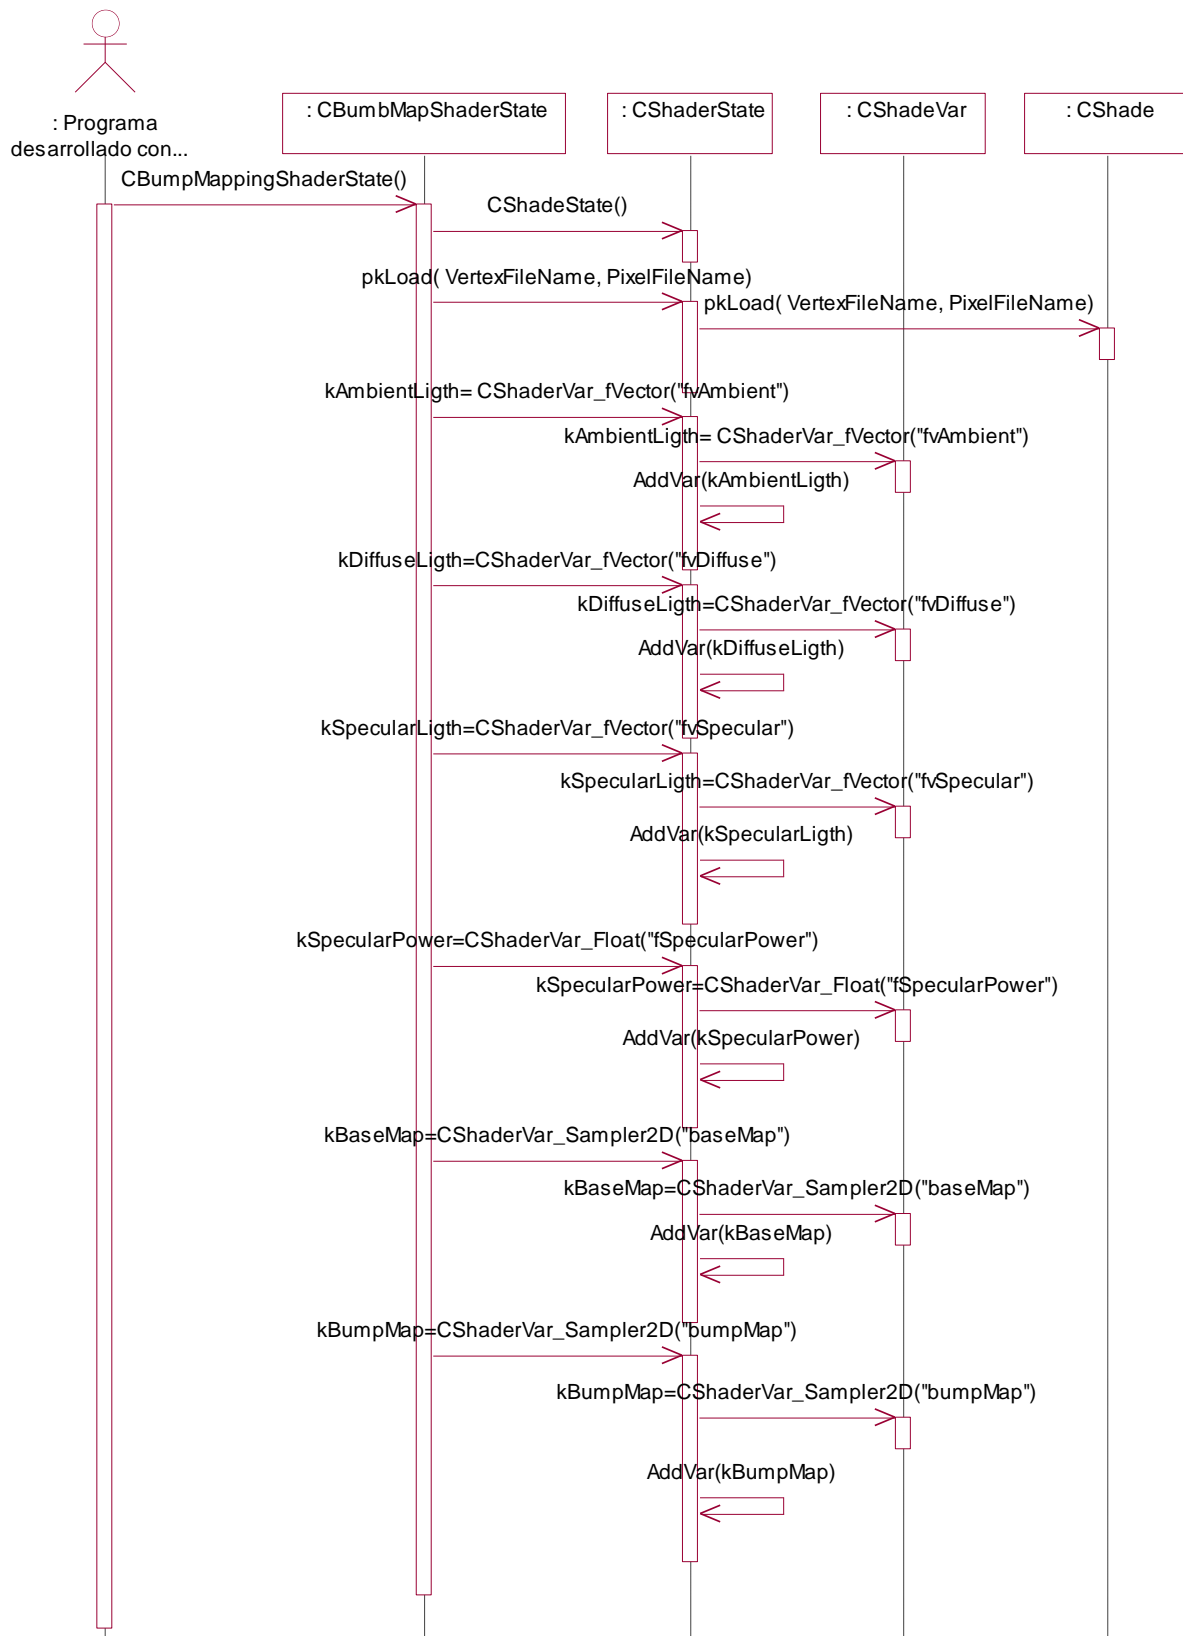 : Programa
desarrollado con...
: CBumbMapShaderState
: CShaderState
: CShadeVar
: CShade
CBumpMappingShaderState()
CShadeState()
pkLoad( VertexFileName, PixelFileName)
pkLoad( VertexFileName, PixelFileName)
kAmbientLigth= CShaderVar_fVector("fvAmbient")
kAmbientLigth= CShaderVar_fVector("fvAmbient")
AddVar(kAmbientLigth)
kDiffuseLigth=CShaderVar_fVector("fvDiffuse")
kDiffuseLigth=CShaderVar_fVector("fvDiffuse")
AddVar(kDiffuseLigth)
kSpecularLigth=CShaderVar_fVector("fvSpecular")
kSpecularLigth=CShaderVar_fVector("fvSpecular")
AddVar(kSpecularLigth)
kSpecularPower=CShaderVar_Float("fSpecularPower")
kSpecularPower=CShaderVar_Float("fSpecularPower")
AddVar(kSpecularPower)
kBaseMap=CShaderVar_Sampler2D("baseMap")
kBaseMap=CShaderVar_Sampler2D("baseMap")
AddVar(kBaseMap)
kBumpMap=CShaderVar_Sampler2D("bumpMap")
kBumpMap=CShaderVar_Sampler2D("bumpMap")
AddVar(kBumpMap)